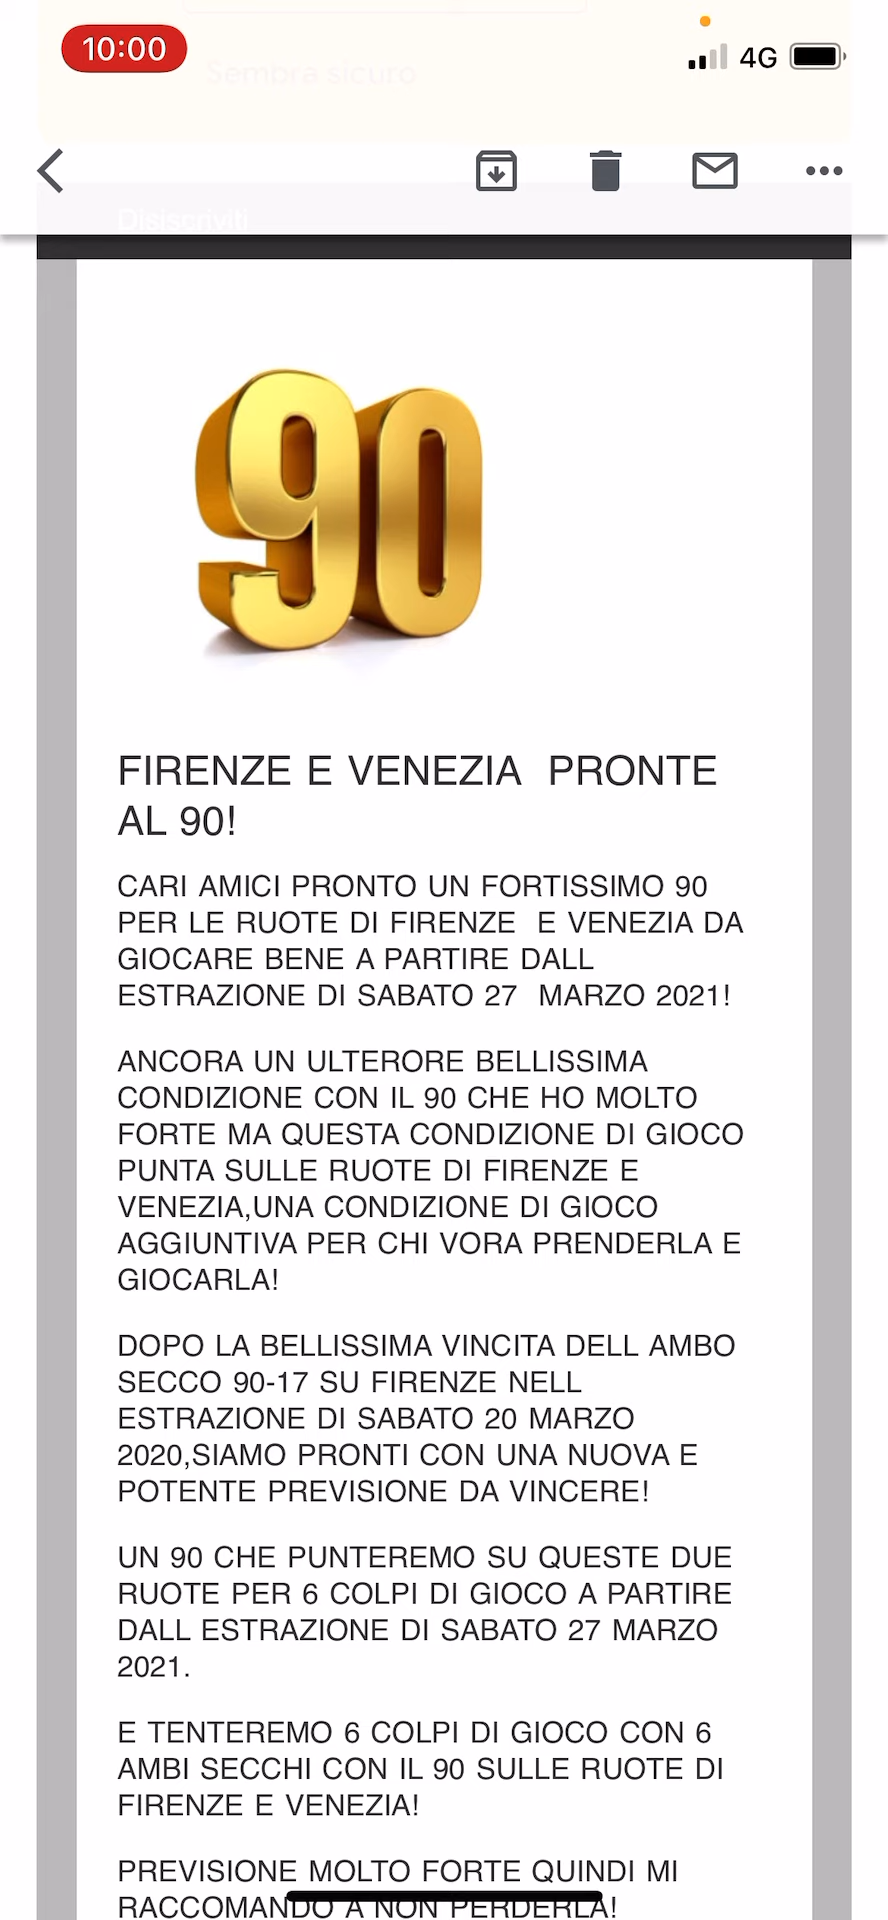 10:00
4G
Sembra sicuro
Disiscriviti
90
FIRENZE E VENEZIA  PRONTE
AL 90!
CARI AMICI PRONTO UN FORTISSIMO 90
PER LE RUOTE DI FIRENZE  E VENEZIA DA
GIOCARE BENE A PARTIRE DALL
ESTRAZIONE DI SABATO 27  MARZO 2021!
ANCORA UN ULTERORE BELLISSIMA
CONDIZIONE CON IL 90 CHE HO MOLTO
FORTE MA QUESTA CONDIZIONE DI GIOCO
PUNTA SULLE RUOTE DI FIRENZE E
VENEZIA,UNA CONDIZIONE DI GIOCO
AGGIUNTIVA PER CHI VORA PRENDERLA E
GIOCARLA!
DOPO LA BELLISSIMA VINCITA DELL AMBO
SECCO 90-17 SU FIRENZE NELL
ESTRAZIONE DI SABATO 20 MARZO
2020,SIAMO PRONTI CON UNA NUOVA E
POTENTE PREVISIONE DA VINCERE!
UN 90 CHE PUNTEREMO SU QUESTE DUE
RUOTE PER 6 COLPI DI GIOCO A PARTIRE
DALL ESTRAZIONE DI SABATO 27 MARZO
2021.
E TENTEREMO 6 COLPI DI GIOCO CON 6
AMBI SECCHI CON IL 90 SULLE RUOTE DI
FIRENZE E VENEZIA!
PREVISIONE MOLTO FORTE QUINDI MI
RACCOMANDO A NON PERDERLA!